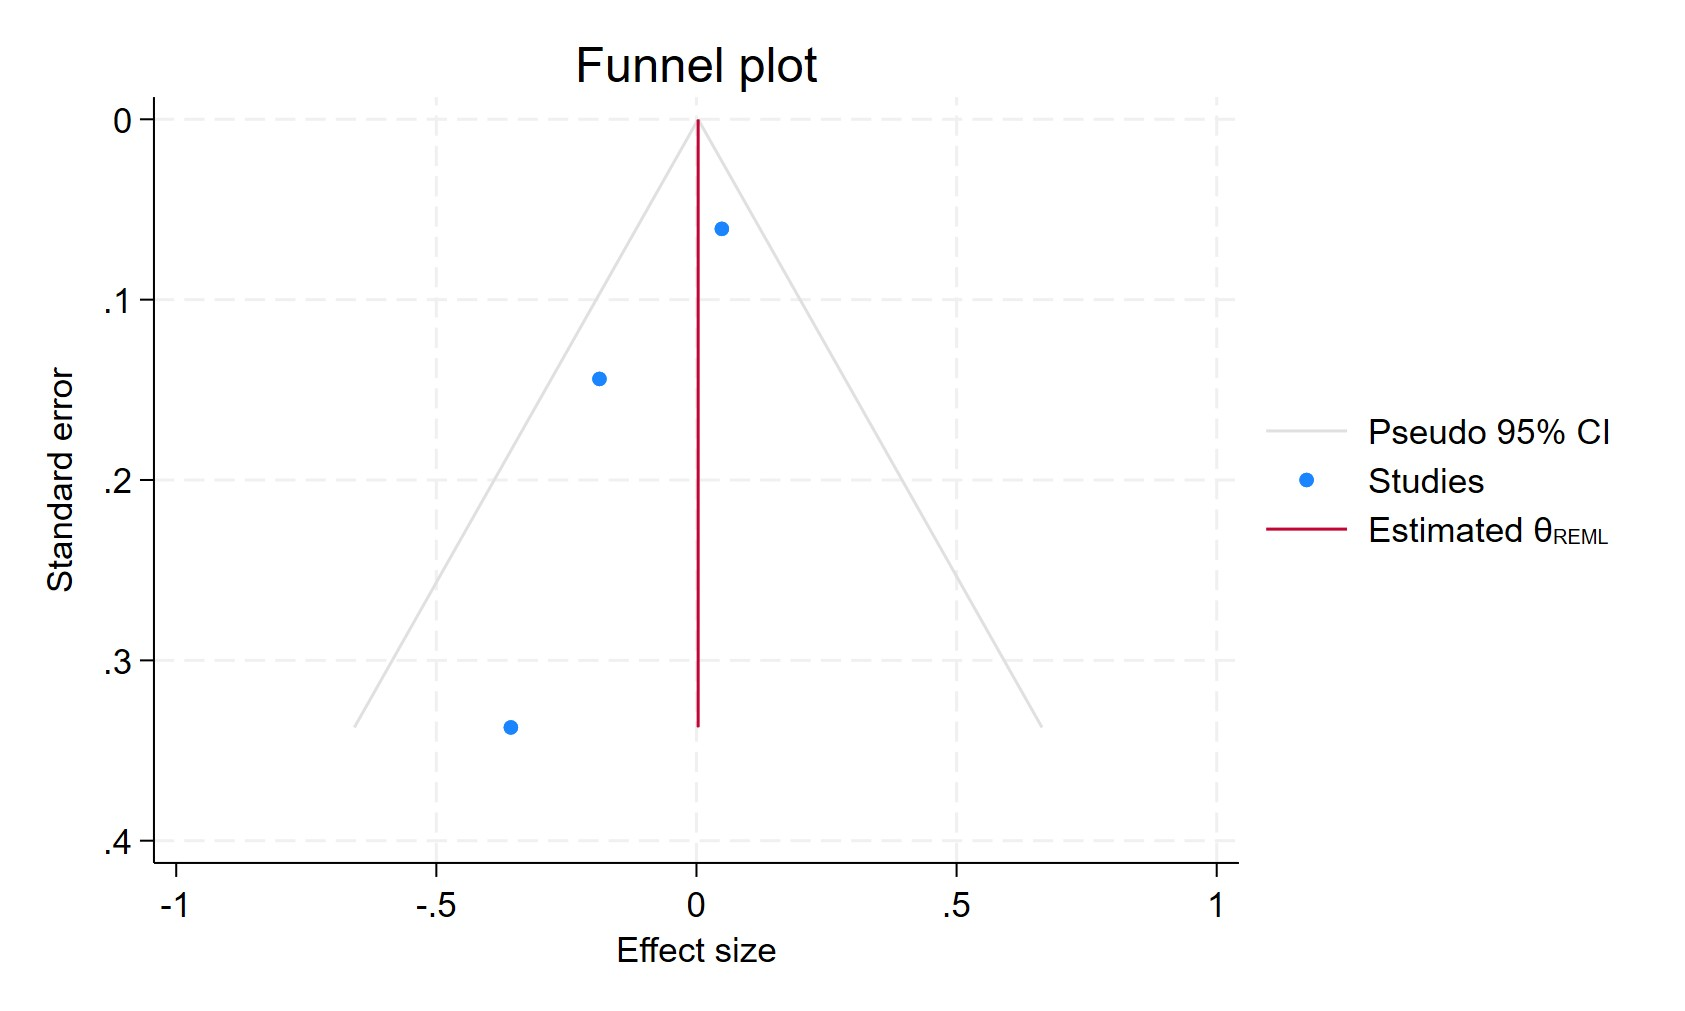 Funnel plot
0
.1
.2
.3
.4
Standard error
-1
-.5
0
.5
1
Effect size
Pseudo 95% CI
Studies
Estimated θREML